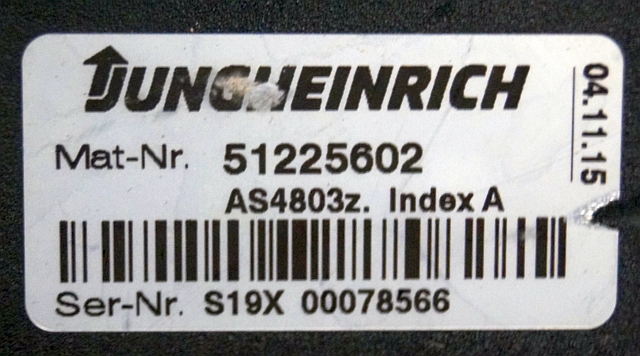 JUNGHEINRICH
04.11.15
Mat-Nr. 51225602
AS4803z. Index A
Ser-Nr. S19X 00078566